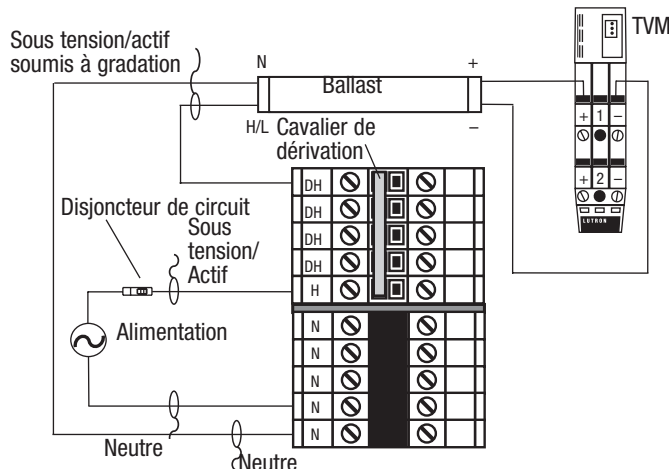 Sous tension/actif
soumis à gradation
N
+
TVM
Ballast
H/L
Cavalier de
dérivation
–
+ 1 –
+ 2 –
LUTRON
DH
DH
DH
DH
H
Disjoncteur de circuit
Sous
tension/
Actif
Alimentation
N
N
N
N
N
Neutre
Neutre